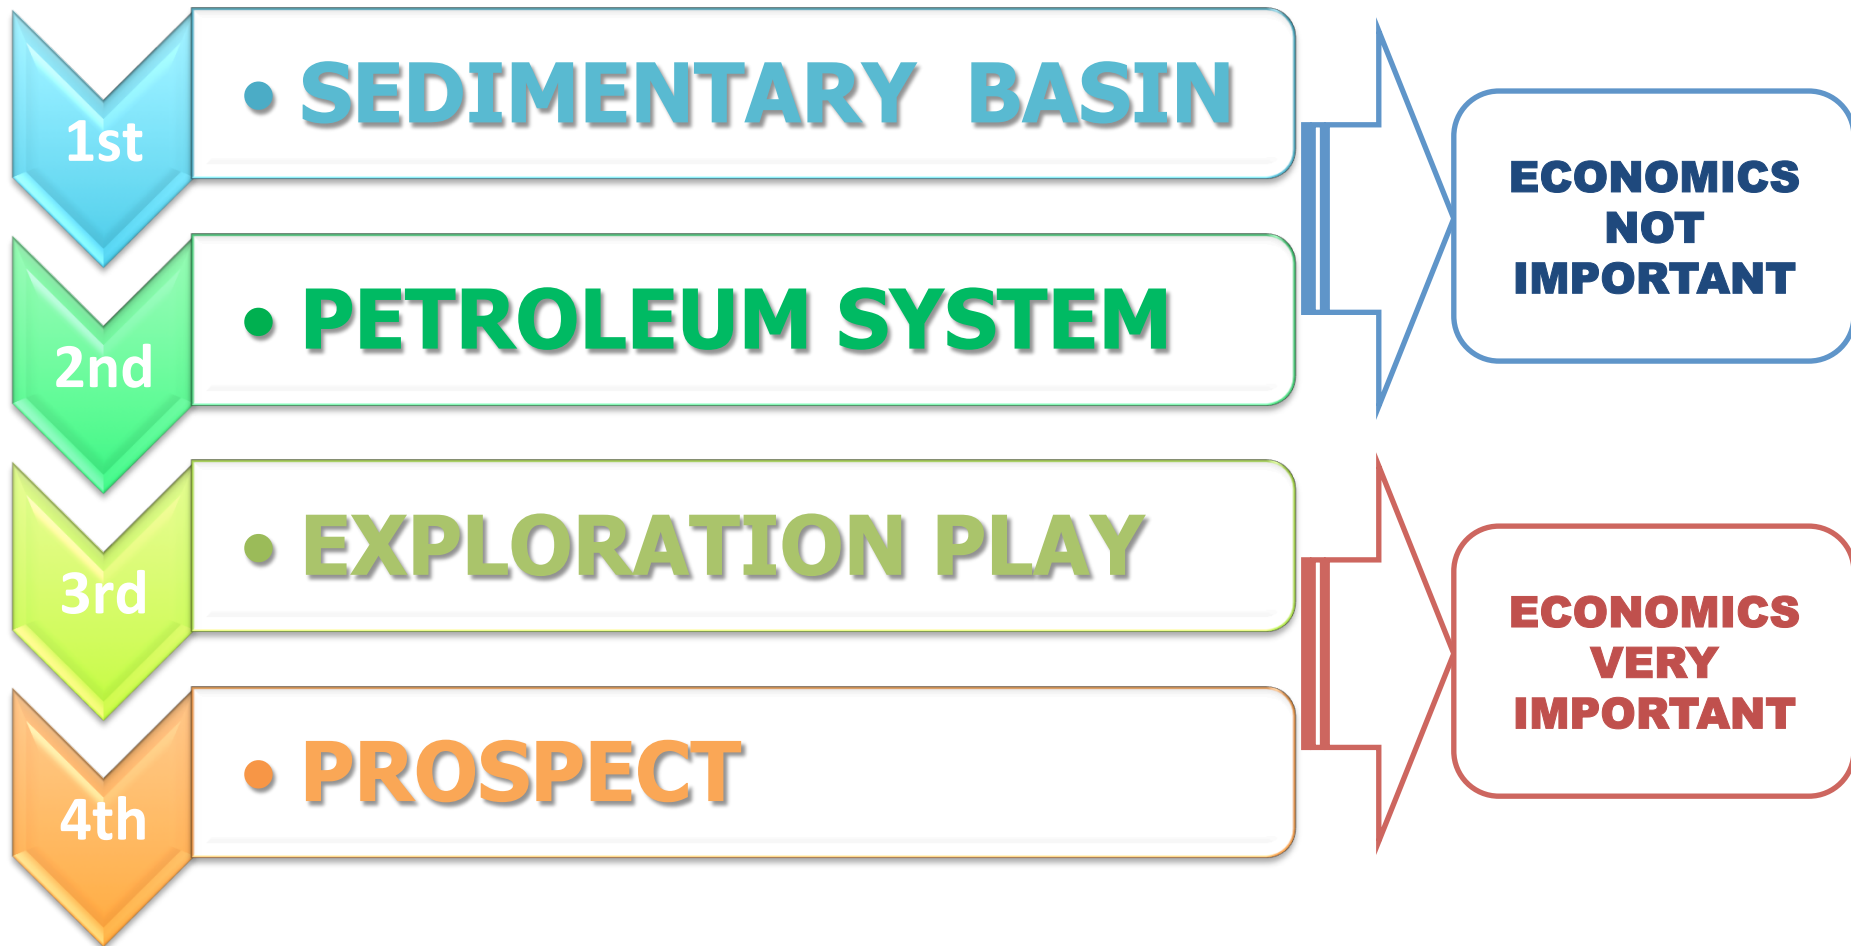 1st
• SEDIMENTARY BASIN
2nd
• PETROLEUM SYSTEM
3rd
• EXPLORATION PLAY
4th
• PROSPECT
ECONOMICS
NOT
IMPORTANT
ECONOMICS
VERY
IMPORTANT